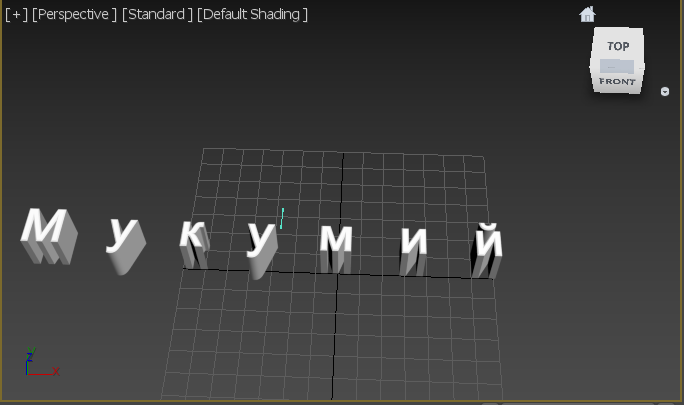 [+] [Perspective ] [Standard ] [Default Shading ]
TOP
FRONT
М у к у м и й
z
x